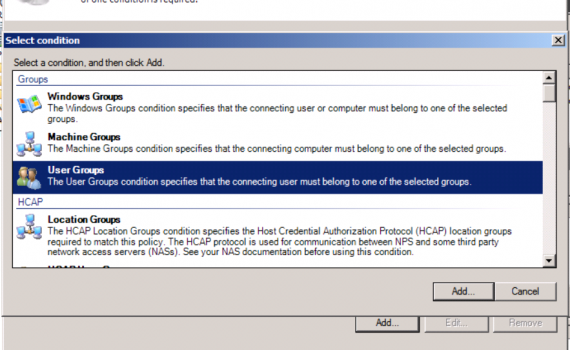 of one condition is required.
Select condition
Select a condition, and then click Add.
Groups
Windows Groups
The Windows Groups condition specifies that the connecting user or computer must belong to one of the selected
groups.
Machine Groups
The Machine Groups condition specifies that the connecting computer must belong to one of the selected groups.
User Groups
The User Groups condition specifies that the connecting user must belong to one of the selected groups.
HCAP
Location Groups
The HCAP Location Groups condition specifies the Host Credential Authorization Protocol (HCAP) location groups
required to match this policy. The HCAP protocol is used for communication between NPS and some third party
network access servers (NASs). See your NAS documentation before using this condition.
Add...
Cancel
Add...
Edit...
Remove